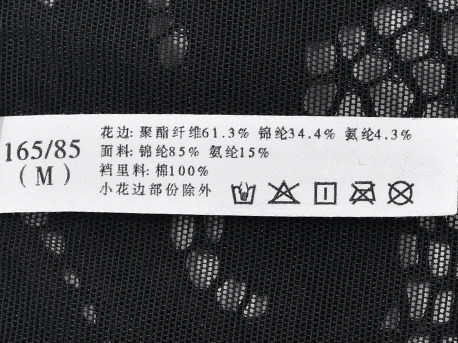 165/85
(M)
花边: 聚酯纤维61.3% 锦纶34.4% 氨纶4.3%
面料: 锦纶85% 氨纶15%
裆里料: 棉100%
小花边部份除外